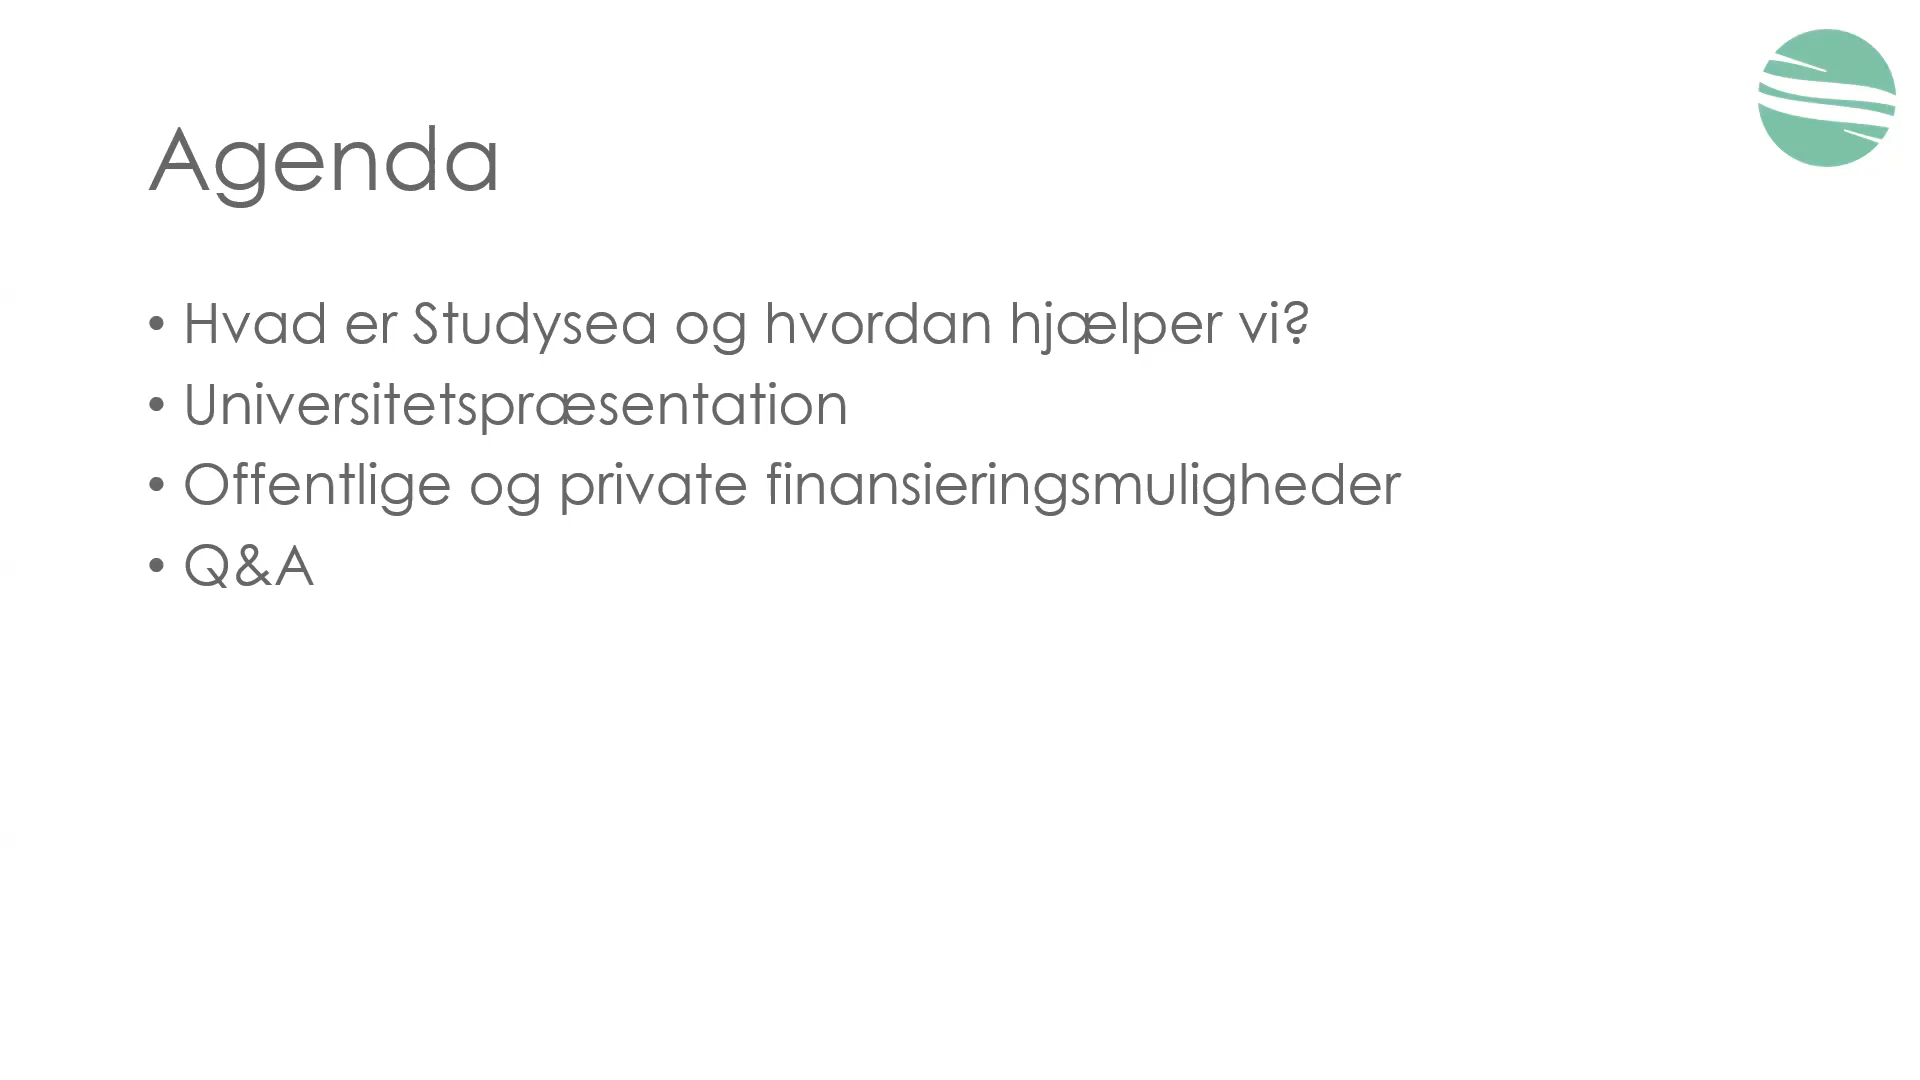 Agenda
• Hvad er Studysea og hvordan hjælper vi?
• Universitetspræsentation
• Offentlige og private finansieringsmuligheder
• Q&A